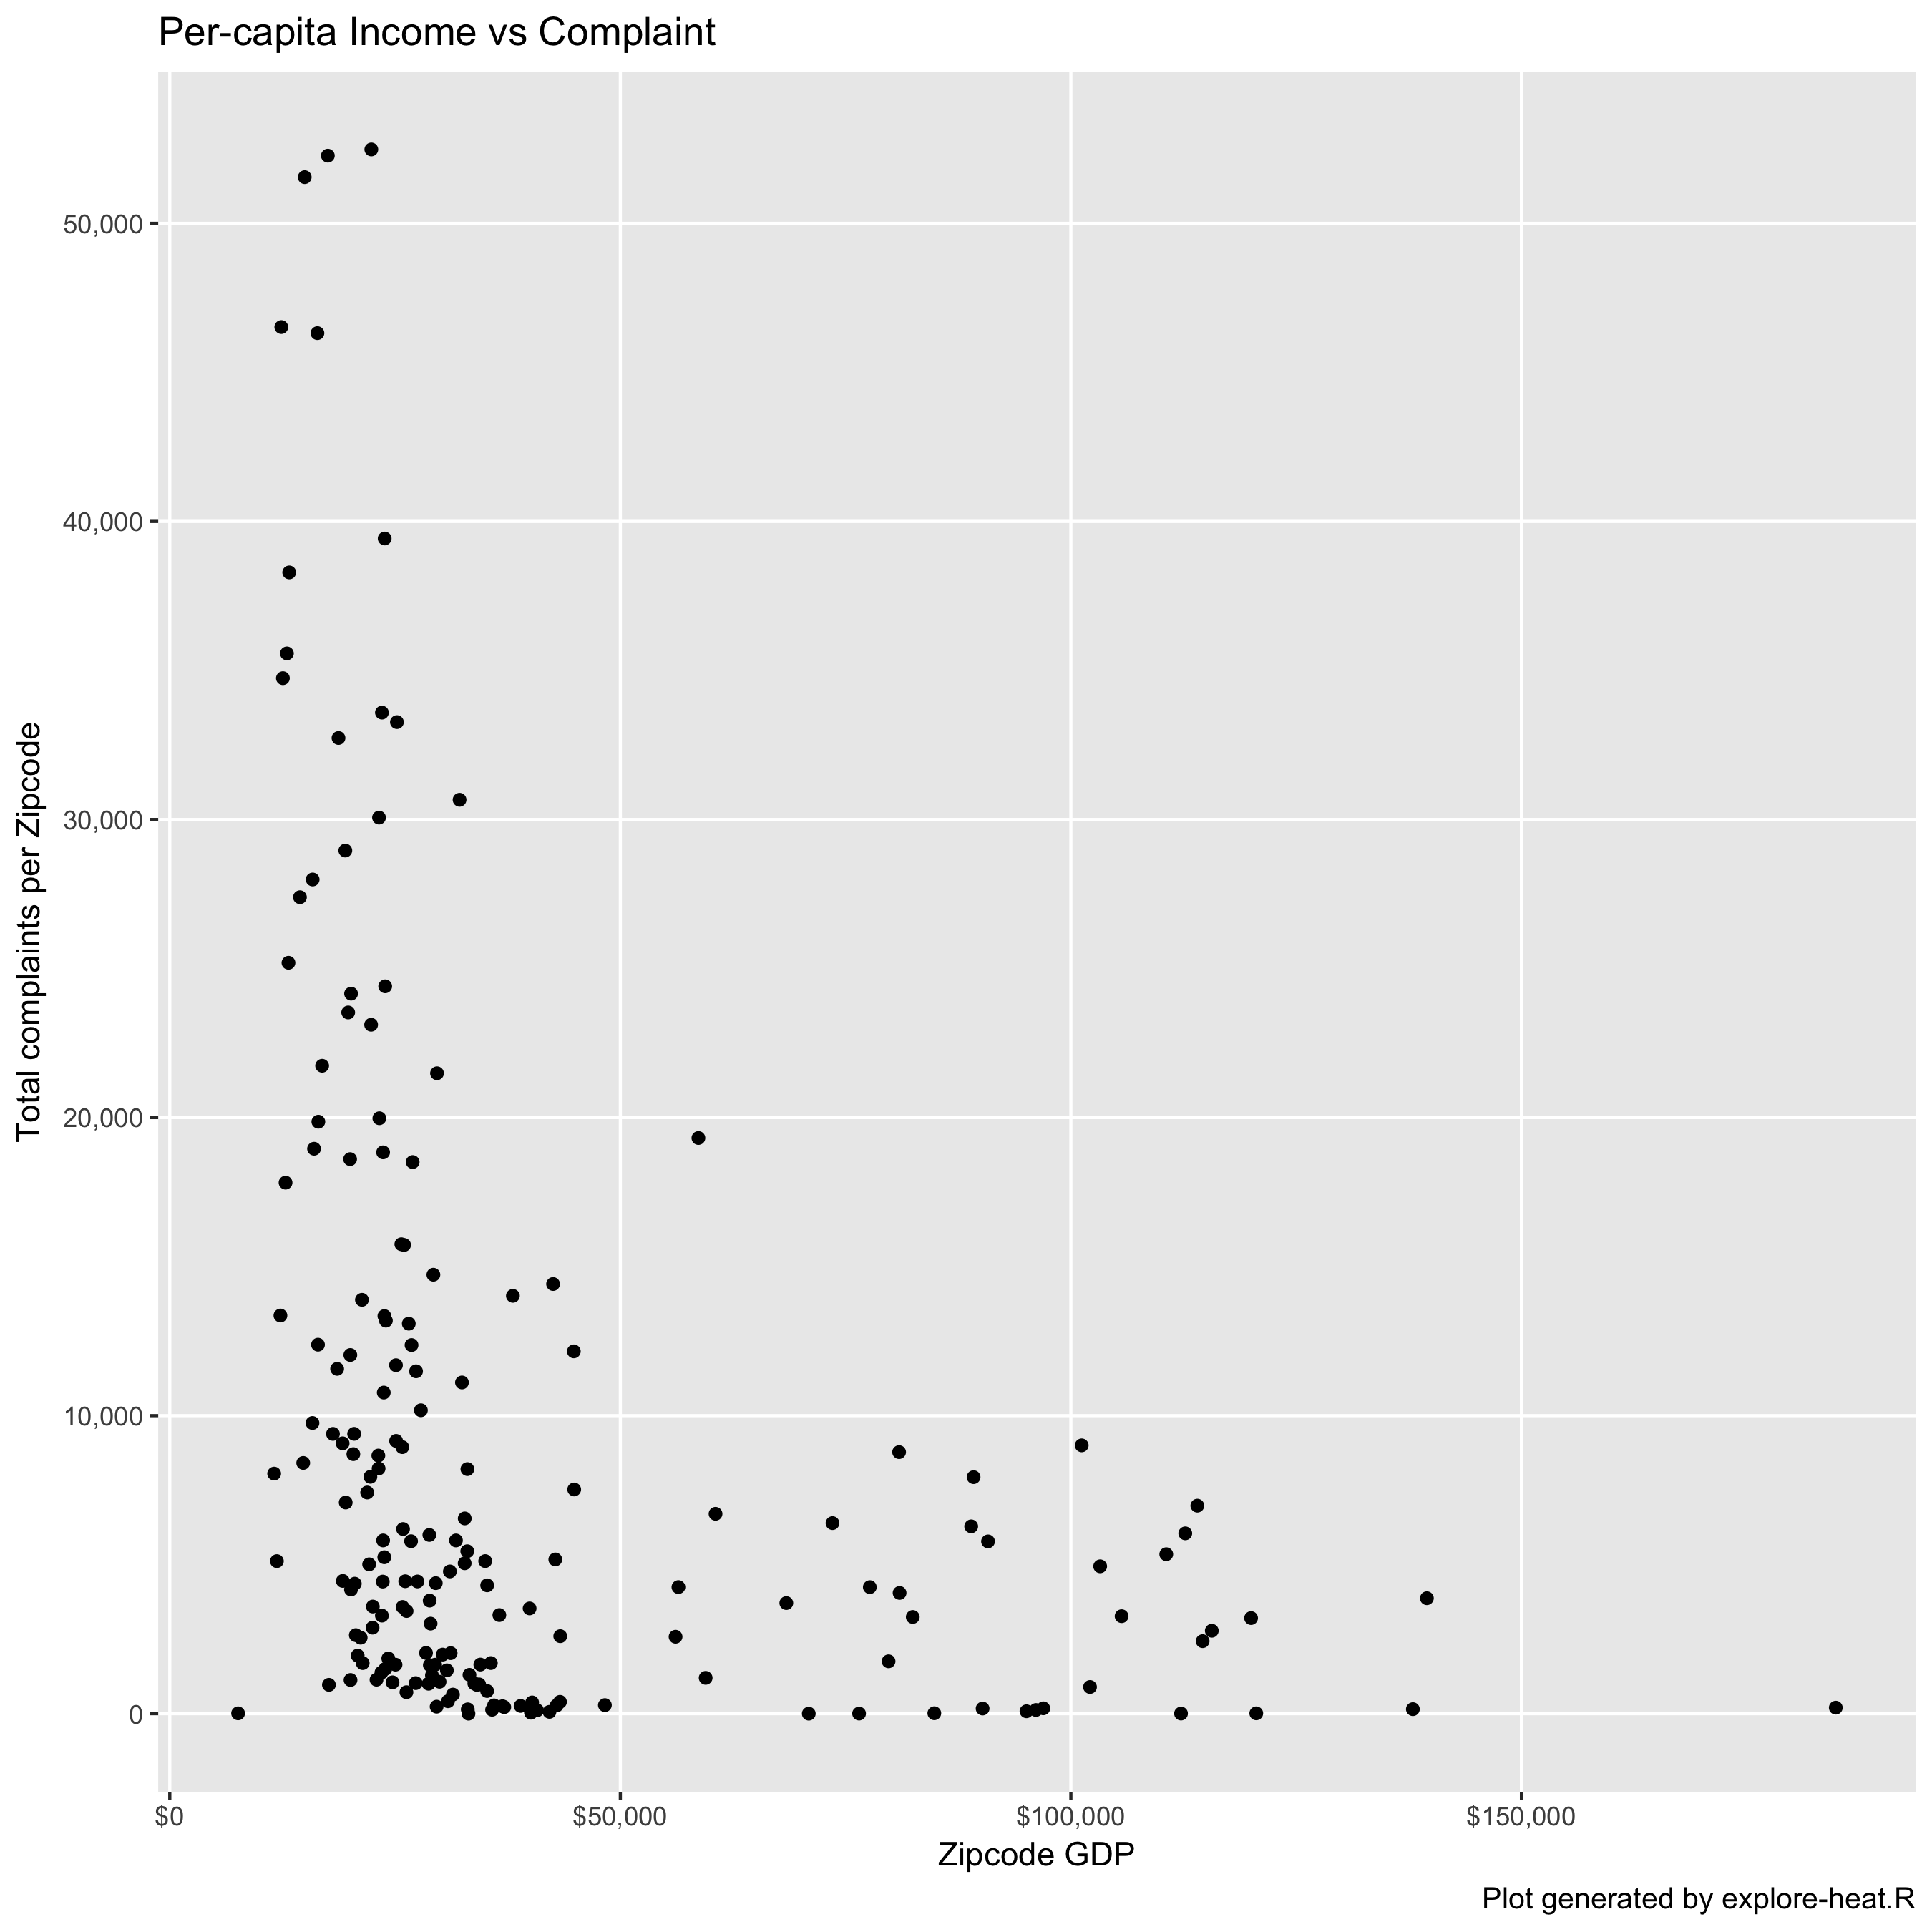 Per-capita Income vs Complaint
Total complaints per Zipcode
50,000
40,000
30,000
20,000
10,000
0
$0
$50,000
$100,000
$150,000
Zipcode GDP
Plot generated by explore-heat.R